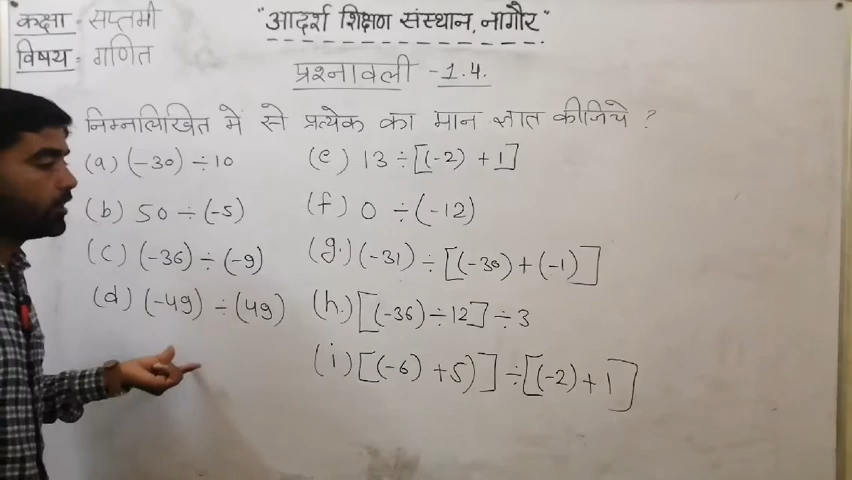 कक्षा - सप्तमी
"आदर्श शिक्षण संस्थान, नागौर"
विषय - गणित
प्रश्नावली - 1.4.
निम्नलिखित में से प्रत्येक का मान ज्ञात कीजिये ?
(a) (-30) ÷ 10
(b) 50 ÷ (-5)
(c) (-36) ÷ (-9)
(d) (-49) ÷ (49)
(e) 13 ÷ [(-2) + 1]
(f) 0 ÷ (-12)
(g.) (-31) ÷ [(-30) + (-1)]
(h.) [(-36) ÷ 12] ÷ 3
(i) [(-6) + 5)] ÷ [(-2) + 1]